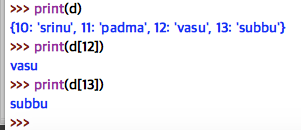 >>> print(d)
{10: 'srinu', 11: 'padma', 12: 'vasu', 13: 'subbu'}
>>> print(d[12])
vasu
>>> print(d[13])
subbu
>>>